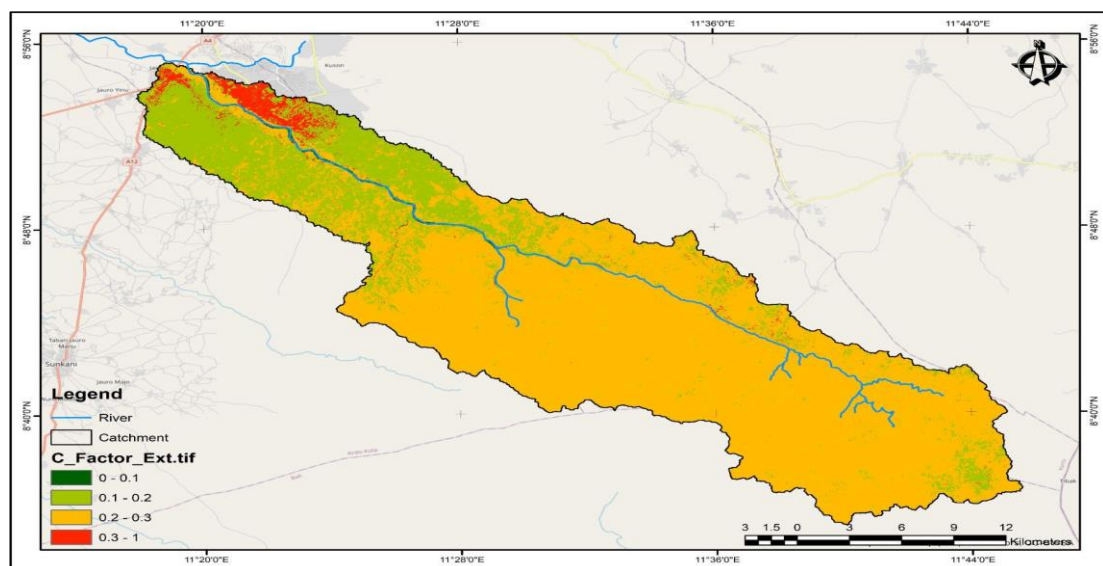 11°20'0"E 11°28'0"E 11°36'0"E 11°44'0"E
8°56'0"N 8°56'0"N
A4
Jauro Yinu
A13
8°48'0"N 8°48'0"N
Sunkani
8°40'0"N 8°40'0"N
Legend
River
Catchment
C_Factor_Ext.tif
0 - 0.1
0.1 - 0.2
0.2 - 0.3
0.3 - 1
3 1.5 0 3 6 9 12
Kilometers
11°20'0"E 11°28'0"E 11°36'0"E 11°44'0"E